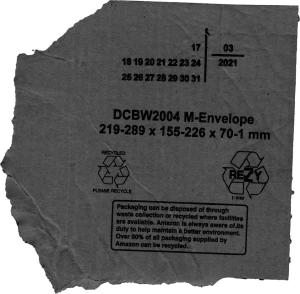 17 03
18 19 20 21 22 23 24 2021
25 26 27 28 29 30 31
DCBW2004 M-Envelope
219-289 x 155-226 x 70-1 mm
RECYCLED
PLEASE RECYCLE
REZY
Packaging can be disposed of through
waste collection or recycled where facilities
are available. Amazon is always aware of its
duty to help maintain a better environment.
Over 90% of all packaging supplied by
Amazon can be recycled.